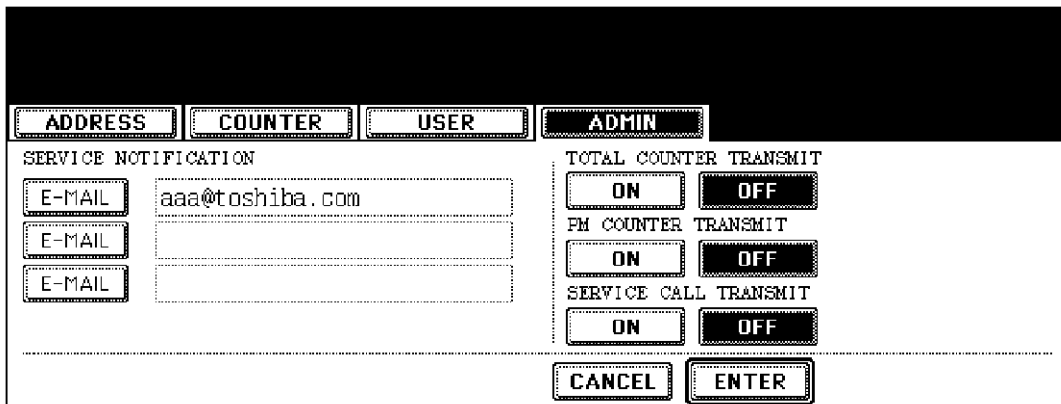 ADDRESS COUNTER USER ADMIN
SERVICE NOTIFICATION
E-MAIL aaa@toshiba.com
E-MAIL
E-MAIL
TOTAL COUNTER TRANSMIT
ON OFF
PM COUNTER TRANSMIT
ON OFF
SERVICE CALL TRANSMIT
ON OFF
CANCEL ENTER